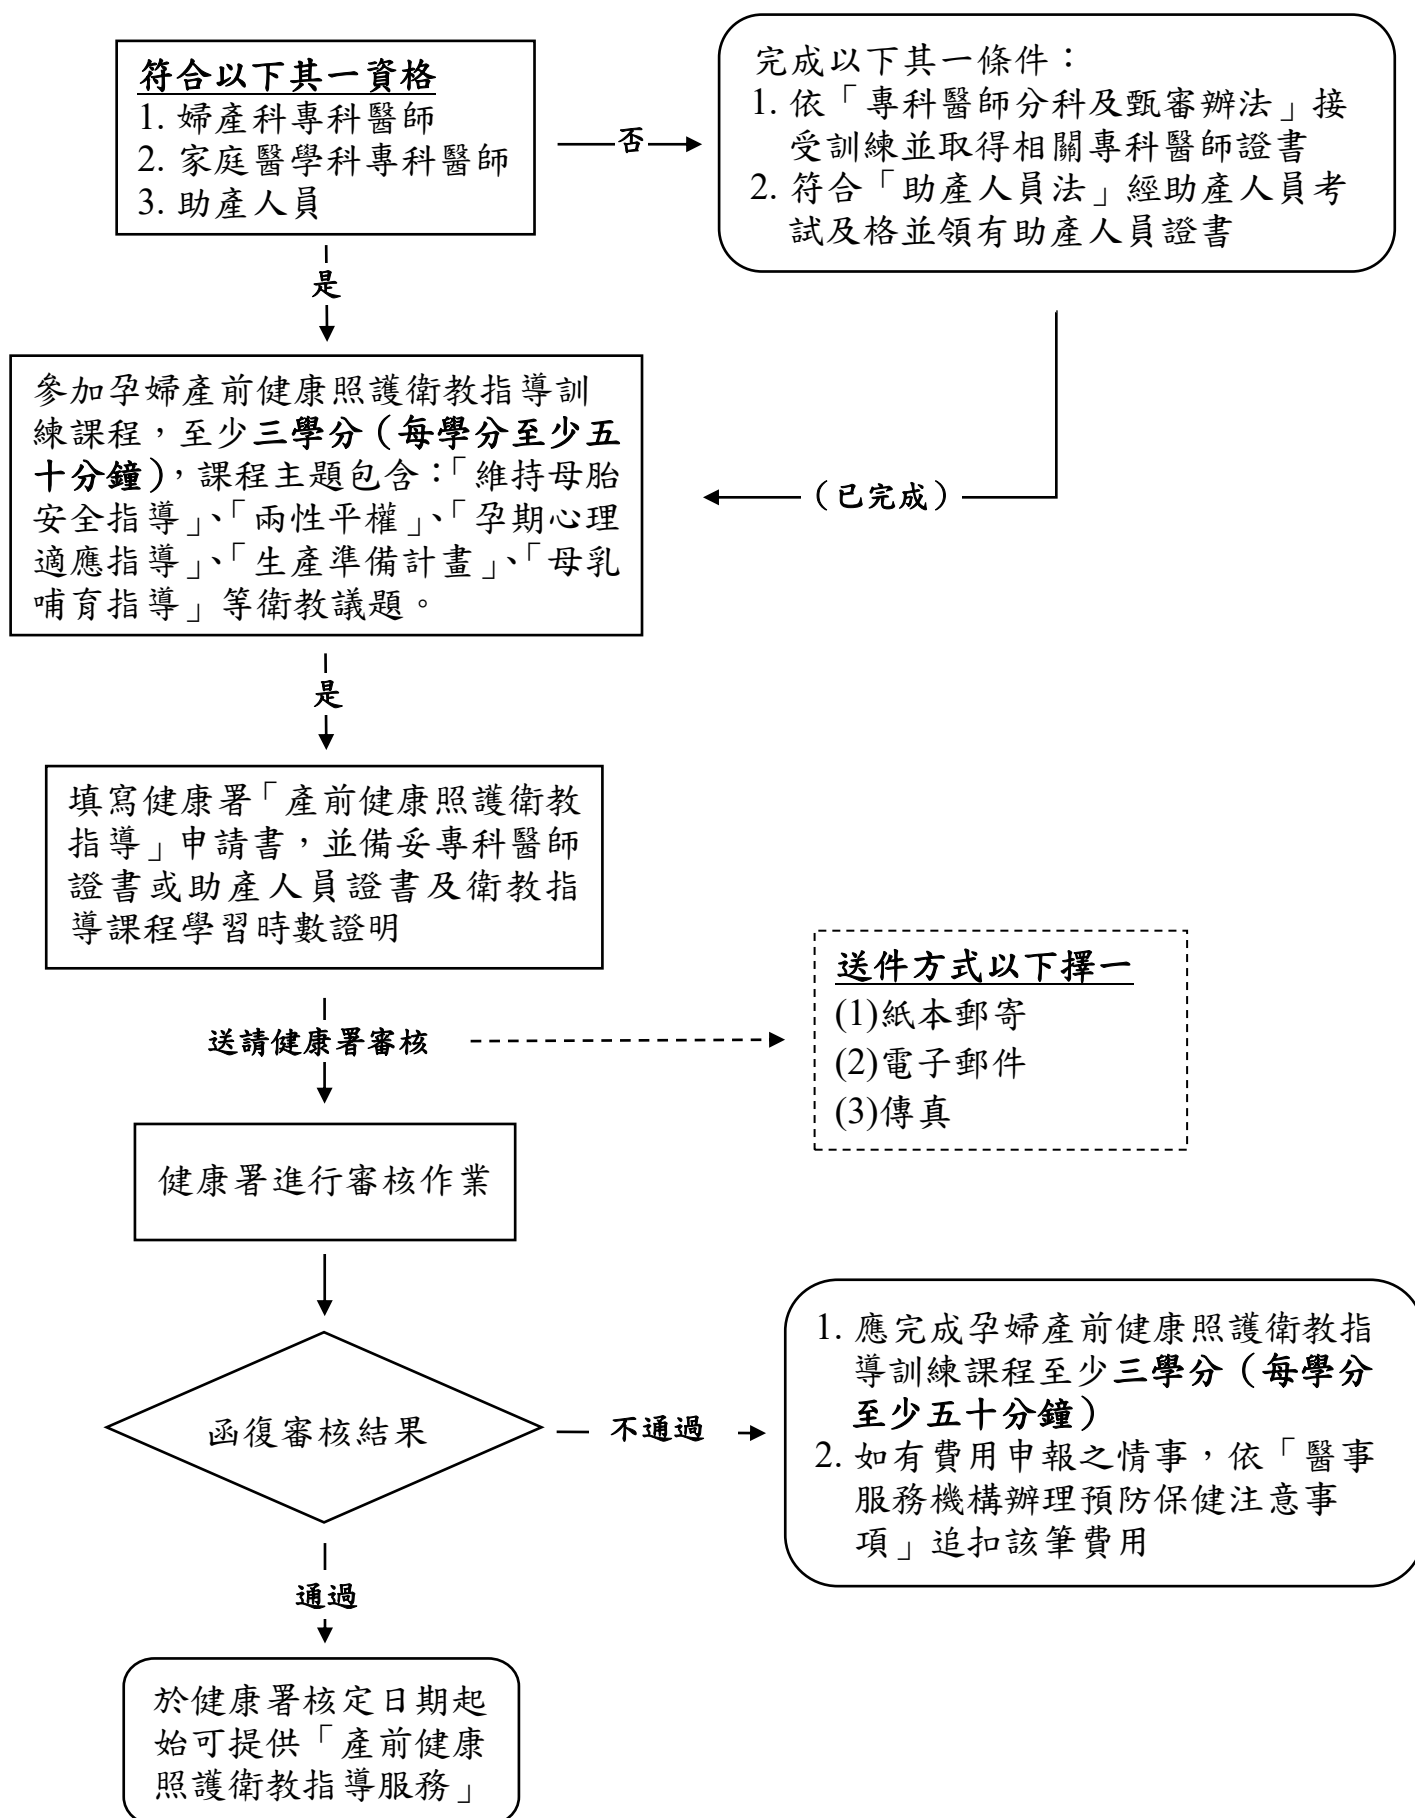 符合以下其一資格
1. 婦產科專科醫師
2. 家庭醫學科專科醫師
3. 助產人員
否
完成以下其一條件：
1. 依「專科醫師分科及甄審辦法」接
受訓練並取得相關專科醫師證書
2. 符合「助產人員法」經助產人員考
試及格並領有助產人員證書
是
（已完成）
參加孕婦產前健康照護衛教指導訓
練課程，至少三學分（每學分至少五
十分鐘），課程主題包含：「維持母胎
安全指導」、「兩性平權」、「孕期心理
適應指導」、「生產準備計畫」、「母乳
哺育指導」等衛教議題。
是
填寫健康署「產前健康照護衛教
指導」申請書，並備妥專科醫師
證書或助產人員證書及衛教指
導課程學習時數證明
送請健康署審核
送件方式以下擇一
(1)紙本郵寄
(2)電子郵件
(3)傳真
健康署進行審核作業
函復審核結果
不通過
1. 應完成孕婦產前健康照護衛教指
導訓練課程至少三學分（每學分
至少五十分鐘）
2. 如有費用申報之情事，依「醫事
服務機構辦理預防保健注意事
項」追扣該筆費用
通過
於健康署核定日期起
始可提供「產前健康
照護衛教指導服務」